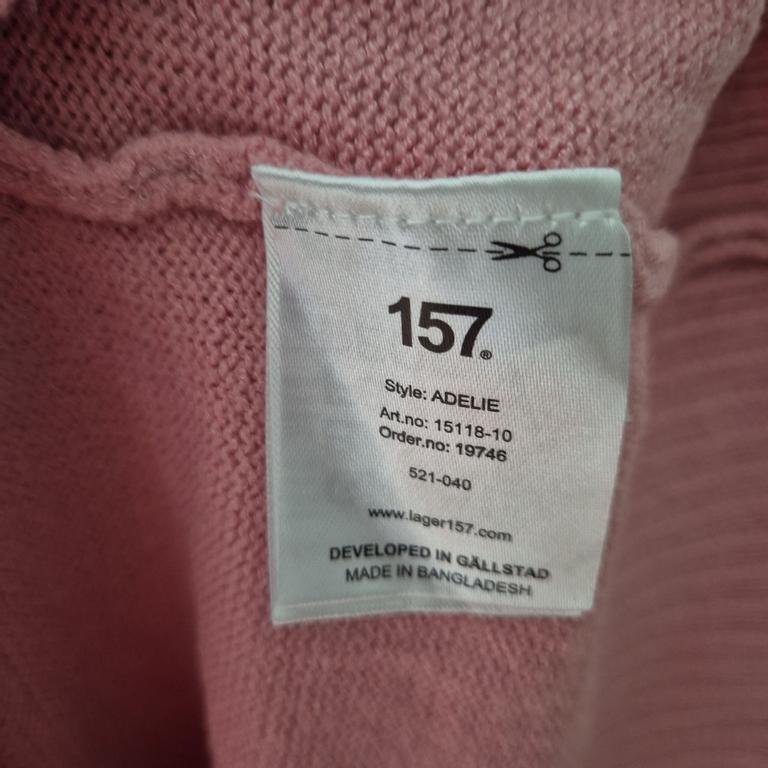 157®
Style: ADELIE
Art.no: 15118-10
Order.no: 19746
521-040
www.lager157.com
DEVELOPED IN GÄLLSTAD
MADE IN BANGLADESH